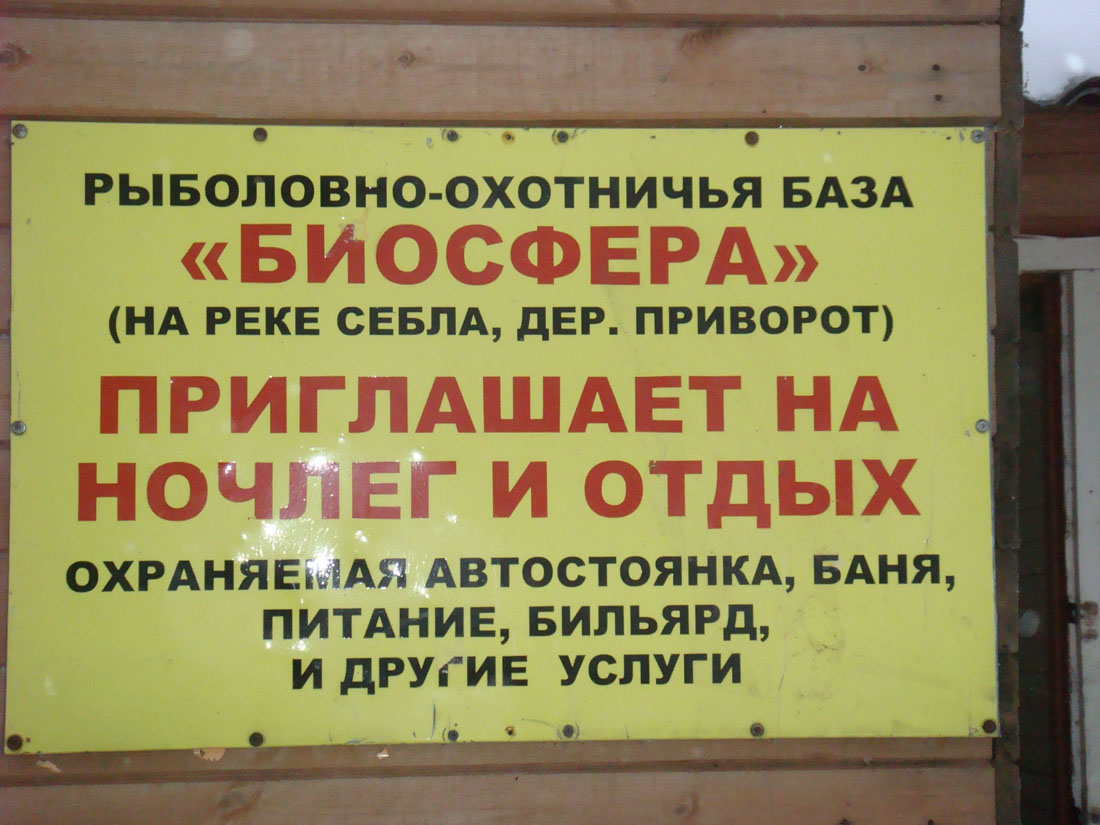 РЫБОЛОВНО-ОХОТНИЧЬЯ БАЗА
«БИОСФЕРА»
(НА РЕКЕ СЕБЛА, ДЕР. ПРИВОРОТ)
ПРИГЛАШАЕТ НА
НОЧЛЕГ И ОТДЫХ
ОХРАНЯЕМАЯ АВТОСТОЯНКА, БАНЯ,
ПИТАНИЕ, БИЛЬЯРД,
И ДРУГИЕ УСЛУГИ